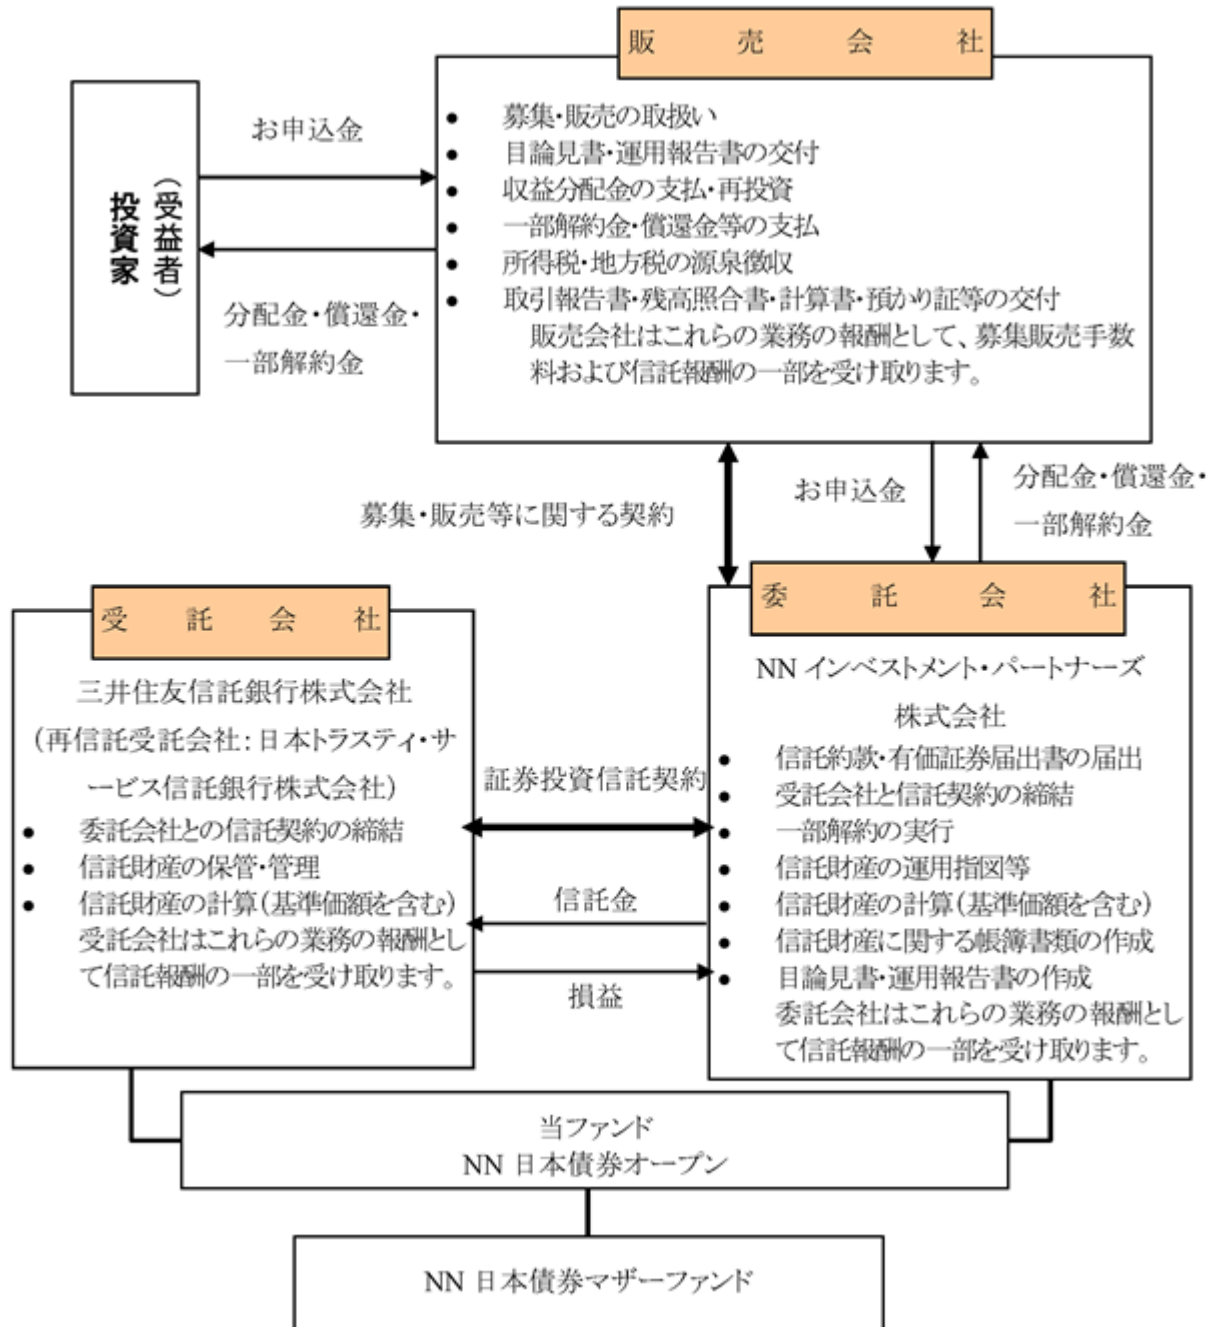 販売会社
● 募集・販売の取扱い
● 目論見書・運用報告書の交付
● 収益分配金の支払・再投資
● 一部解約金・償還金等の支払
● 所得税・地方税の源泉徴収
● 取引報告書・残高照合書・計算書・預かり証等の交付
販売会社はこれらの業務の報酬として、募集販売手数
料および信託報酬の一部を受け取ります。
投資家
(受益者)
お申込金
分配金・償還金・
一部解約金
募集・販売等に関する契約
お申込金
分配金・償還金・
一部解約金
受託会社
三井住友信託銀行株式会社
(再信託受託会社:日本トラスティ・サ
ービス信託銀行株式会社)
● 委託会社との信託契約の締結
● 信託財産の保管・管理
● 信託財産の計算(基準価額を含む)
受託会社はこれらの業務の報酬とし
て信託報酬の一部を受け取ります。
証券投資信託契約
信託金
損益
委託会社
NN インベストメント・パートナーズ
株式会社
● 信託約款・有価証券届出書の届出
● 受託会社と信託契約の締結
● 一部解約の実行
● 信託財産の運用指図等
● 信託財産の計算(基準価額を含む)
● 信託財産に関する帳簿書類の作成
● 目論見書・運用報告書の作成
委託会社はこれらの業務の報酬とし
て信託報酬の一部を受け取ります。
当ファンド
NN 日本債券オープン
NN 日本債券マザーファンド